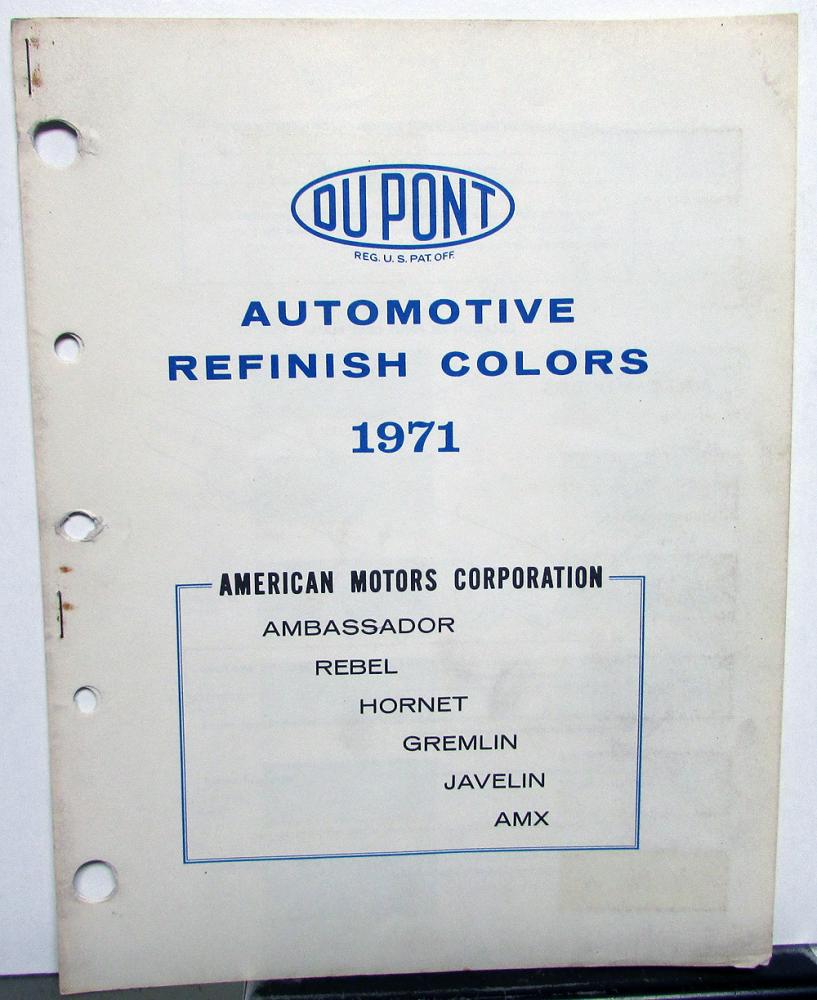 DU PONT
REG. U. S. PAT. OFF.
AUTOMOTIVE
REFINISH COLORS
1971
AMERICAN MOTORS CORPORATION
AMBASSADOR
REBEL
HORNET
GREMLIN
JAVELIN
AMX